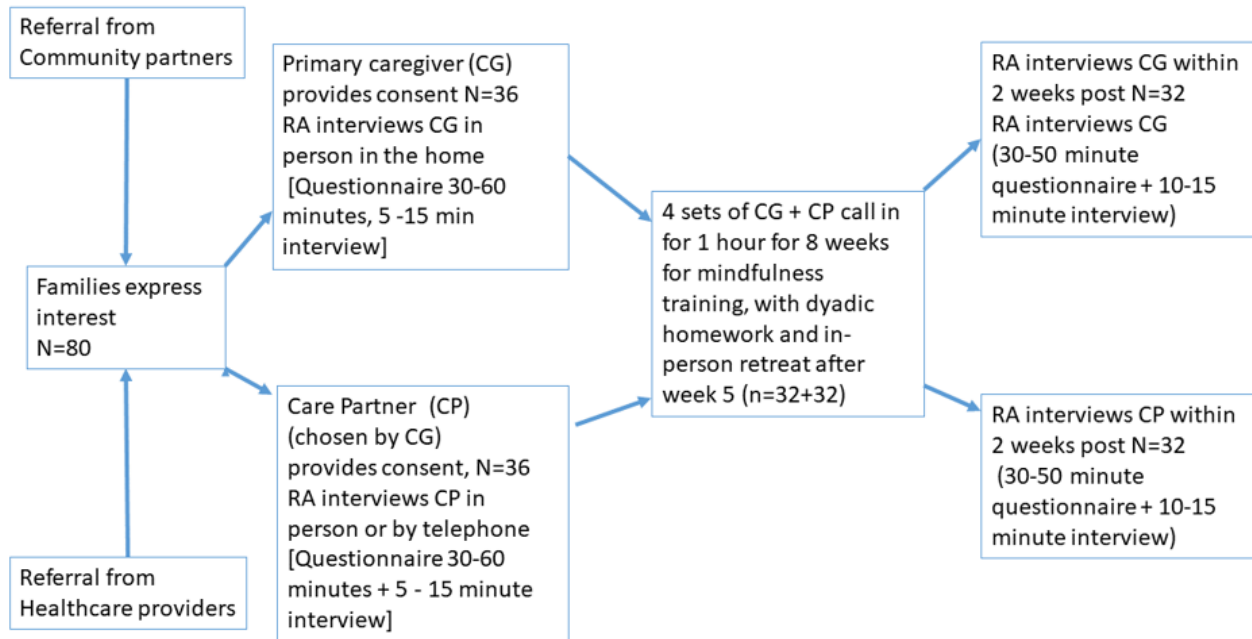 Referral from
Community partners
Primary caregiver (CG)
provides consent N=36
RA interviews CG in
person in the home
[Questionnaire 30-60
minutes, 5 -15 min
interview]
Families express
interest
N=80
Care Partner (CP)
(chosen by CG)
provides consent, N=36
RA interviews CP in
person or by telephone
[Questionnaire 30-60
minutes + 5 - 15 minute
interview]
Referral from
Healthcare providers
4 sets of CG + CP call in
for 1 hour for 8 weeks
for mindfulness
training, with dyadic
homework and in-
person retreat after
week 5 (n=32+32)
RA interviews CG within
2 weeks post N=32
RA interviews CG
(30-50 minute
questionnaire + 10-15
minute interview)
RA interviews CP within
2 weeks post N=32
(30-50 minute
questionnaire + 10-15
minute interview)